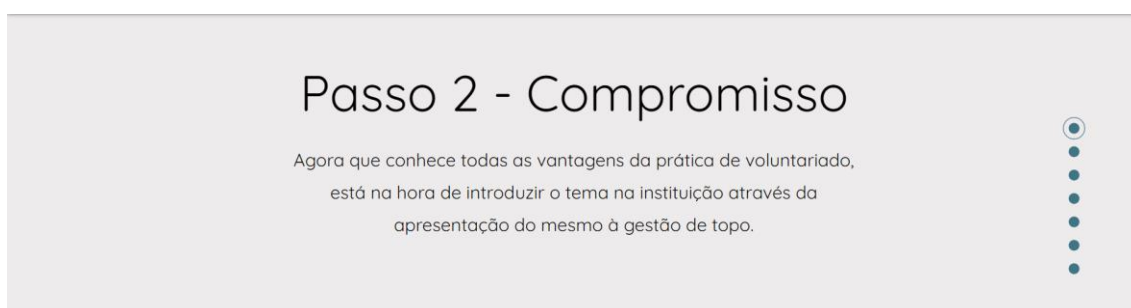 Passo 2 - Compromisso
Agora que conhece todas as vantagens da prática de voluntariado,
está na hora de introduzir o tema na instituição através da
apresentação do mesmo à gestão de topo.